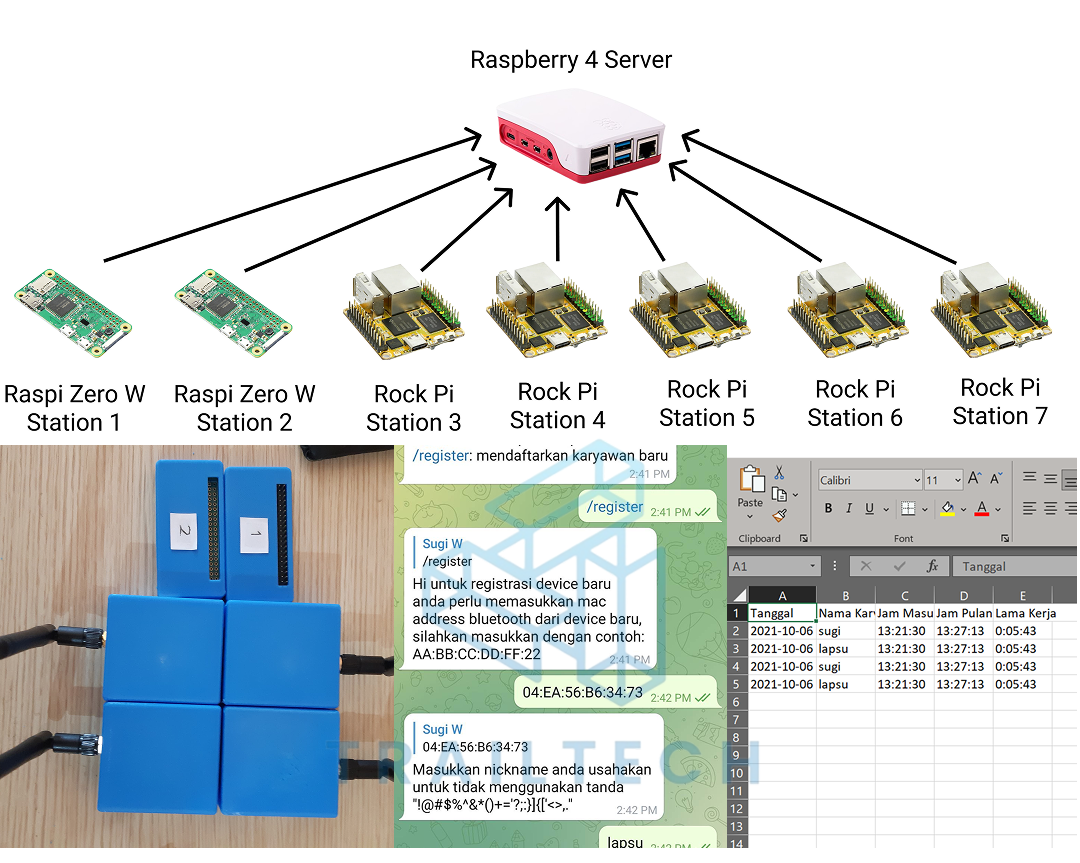 Raspberry 4 Server
Raspi Zero W
Station 1
Raspi Zero W
Station 2
Rock Pi
Station 3
Rock Pi
Station 4
Rock Pi
Station 5
Rock Pi
Station 6
Rock Pi
Station 7
2
1
/register: mendaftarkan karyawan baru
2:41 PM
/register 2:41 PM
Sugi W
/register
Hi untuk registrasi device baru
anda perlu memasukkan mac
address bluetooth dari device baru,
silahkan masukkan dengan contoh:
AA:BB:CC:DD:FF:22
2:41 PM
04:EA:56:B6:34:73 2:42 PM
Sugi W
04:EA:56:B6:34:73
Masukkan nickname anda usahakan
untuk tidak menggunakan tanda
"!@#$%^&*()+='?;:}]{['<>,."
2:42 PM
lapsu 2:42 PM
TRAILTECH
Paste
Clipboard
Calibri 11 A A
B I U A
Font
A1 fx Tanggal
A B C D E
1 Tanggal Nama Kar Jam Masu Jam Pulan Lama Kerja
2 2021-10-06 sugi 13:21:30 13:27:13 0:05:43
3 2021-10-06 lapsu 13:21:30 13:27:13 0:05:43
4 2021-10-06 sugi 13:21:30 13:27:13 0:05:43
5 2021-10-06 lapsu 13:21:30 13:27:13 0:05:43
6
7
8
9
10
11
12
13
14